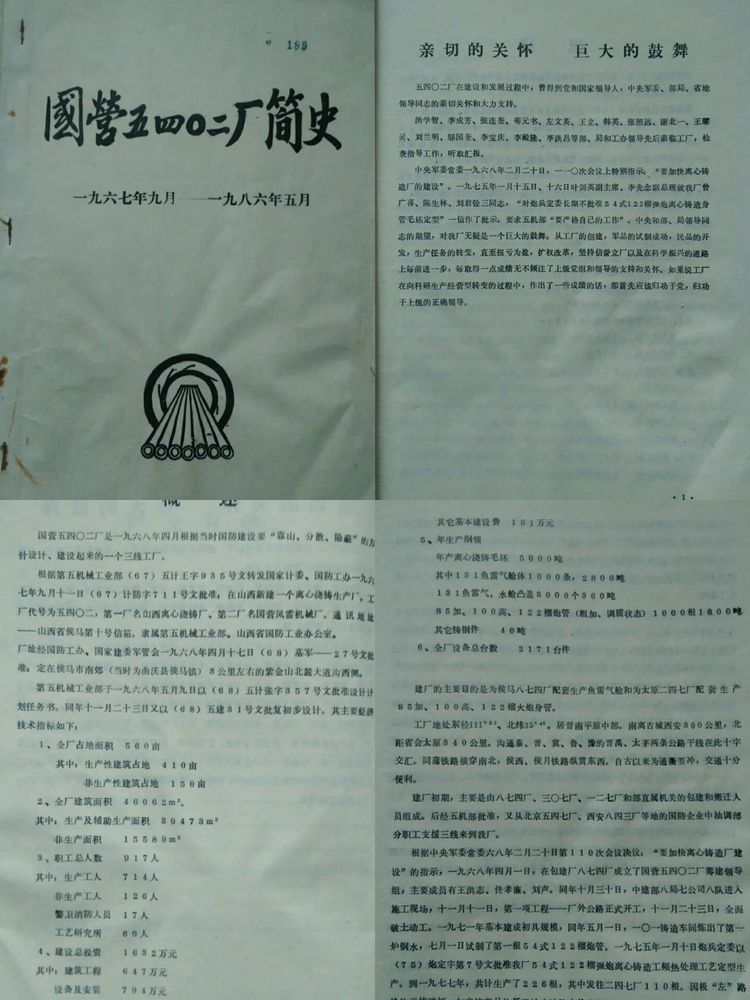 189
國营五四〇二厂简史
一九六七年九月——一九八六年五月
亲切的关怀 巨大的鼓舞
五四〇二厂在建设和发展过程中，曾得到党和国家领导人，中央军委、部局、省地
领导同志的亲切关怀和大力支持。
洪学智、李成芳、张连奎、荀元书、左文英、王立、韩英、张照远、谢北一、王耀
灵、刘兰明、邬国奎、李宝庆、李殿隆、李洪吕等部、局和工办领导先后亲临工厂，检
查指导工作，听取汇报。
中央军委常委一九六八年二月二十日，一一〇次会议上特别指示：“要加快离心铸
造厂的建设”。一九七五年一月十五日、十六日叶剑英副主席、李先念副总理就我厂曾
广喜、陈生林、刘君铨三同志，“对炮兵定委长期不批准54式122榴弹炮离心铸造身
管毛坯定型”一信作了批示：要求五机部“要严格自己的工作”。中央和部、局领导同
志的期望，对我厂无疑是一个巨大的鼓舞。从工厂的创建，军品的试制成功，民品的开
发，生产任务的转变，直至扭亏为盈，扩权改革，坚持信誉立厂以及在科学振兴的道路
上每前进一步，每取得一点成绩无不倾注了上级党组和领导的支持和关怀。如果说工厂
在向科研生产经营型转变的过程中，作出了一些成绩的话，那首先应该归功于党，归功
于上级的正确领导。
·1·
概 述
国营五四〇二厂是一九六八年四月根据当时国防建设要“靠山、分散、隐蔽”的方
针设计、建设起来的一个三线工厂。
根据第五机械工业部（67）五计王字935号文转发国家计委、国防工办一九六
七年九月十一日（67）计防字711号文批准：在山西新建一个离心铸造生产厂。工
厂代号为五四〇二，第一厂名山西离心浇铸厂、第二厂名国营风雷机械厂。通讯地址
——山西省侯马第十号信箱。隶属第五机械工业部、山西省国防工业办公室。
厂址经国防工办、国家建委军管会一九六八年四月十七日（68）基军——27号文批
准：定在侯马市南郊（当时为曲沃县侯马镇）3公里左右的紫金山北麓大道沟西侧。
第五机械工业部于一九六八年五月九日以（68）五计张字357号文批准设计计
划任务书。同年十一月二十三日又以（68）五建31号文批复初步设计。其主要经济
技术指标如下：
1、全厂占地面积 560亩
其中：生产性建筑占地 410亩
非生产性建筑占地 150亩
2、全厂建筑面积 46062m²。
其中：生产及辅助生产面积 30473m²
非生产面积 15589m²
3、职工总人数 917人
其中：生产工人 714人
非生产工人 126人
警卫消防人员 17人
工艺研究所 60人
4、建设总投资 1632万元
其中：建筑工程 647万元
设备及安装 794万元
其它基本建设费 191万元
5、年生产纲领
年产离心浇铸毛坯 5000吨
其中131鱼雷气舱体1000条，2800吨
131鱼雷气、水舱凸盖3000个360吨
85加、100高、122榴炮管（粗加、调质状态）1000根1800吨
其它铸钢件 40吨
6、全厂设备总台数 2171台件
建厂的主要目的是为侯马八七四厂配套生产鱼雷气舱和为太原二四七厂配套生产
85加、100高、122榴火炮身管。
工厂地处东径111°、北纬35°。居晋南平原中部。南离古城西安300公里，北
距省会太原340公里。沟通秦、晋、冀、鲁、豫的晋禹、太茅两条公路干线在此十字
交汇。同蒲铁路横穿南北，侯西、侯月铁路纵贯东西。自古以来为通衢要冲，交通十分
便利。
建厂初期，主要是由八七四厂、三〇七厂、一二七厂和部直属机关的包建和搬迁人
员组成。后经五机部批准，又从北京五四七厂、西安八四三厂等地的国防企业中抽调部
分职工支援三线来到我厂。
根据中央军委常委六八年二月二十日第110次会议决议：“要加快离心铸造厂建
设”的指示，一九六八年四月一日，在包建厂八七四厂成立了国营五四〇二厂筹建领导
组，主要成员有王洪志、佟孝廉、刘声。同年十月三十日，中建部八局七公司八队进入
施工现场，十一月十一日，第一项工程——厂外公路正式开工，十一月二十三日，全面
破土动工。一九七一年基本建成初具规模，同年五月一日，一〇一铸造车间炼出了第一
炉钢水，七月一日试制了第一根54式122榴炮管。一九七五年一月十日炮兵定委以
（75）炮定字第7号文批准我厂54式122榴弹炮离心铸造工频热处理工艺定型生
产。到一九七七年，共计生产了226根，其中发往二四七厂110根。因极“左”路